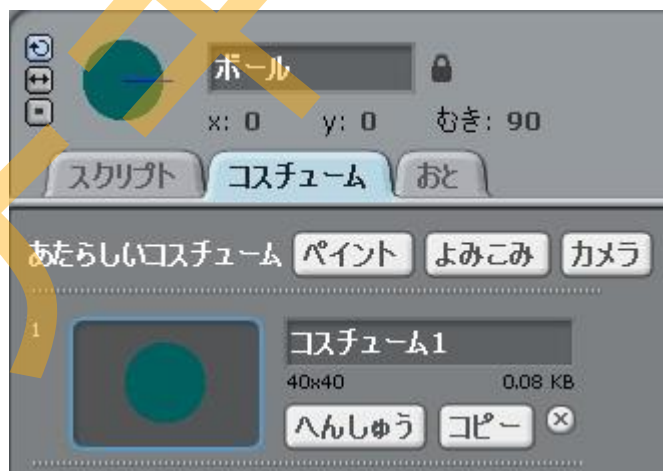 ボール
x: 0 y: 0 むき: 90
スクリプト コスチューム おと
あたらしいコスチューム ペイント よみこみ カメラ
1
コスチューム1
40x40 0.08 KB
へんしゅう コピー